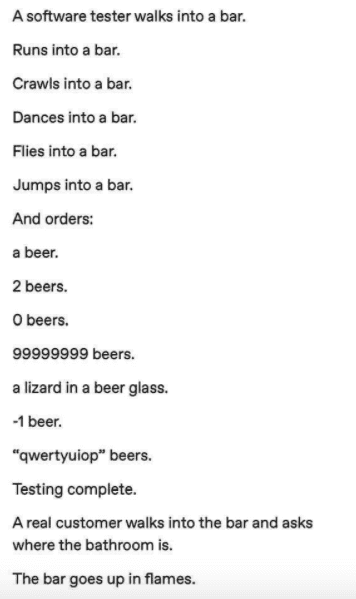 A software tester walks into a bar.
Runs into a bar.
Crawls into a bar.
Dances into a bar.
Flies into a bar.
Jumps into a bar.
And orders:
a beer.
2 beers.
0 beers.
99999999 beers.
a lizard in a beer glass.
-1 beer.
“qwertyuiop” beers.
Testing complete.
A real customer walks into the bar and asks
where the bathroom is.
The bar goes up in flames.